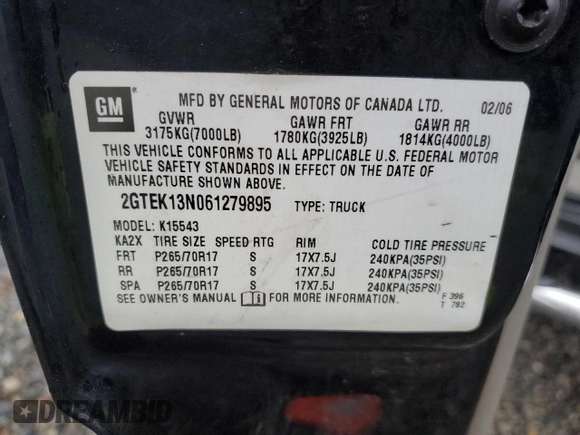 GM
MFD BY GENERAL MOTORS OF CANADA LTD. 02/06
GVWR GAWR FRT GAWR RR
3175KG(7000LB) 1780KG(3925LB) 1814KG(4000LB)
THIS VEHICLE CONFORMS TO ALL APPLICABLE U.S. FEDERAL MOTOR
VEHICLE SAFETY STANDARDS IN EFFECT ON THE DATE OF
MANUFACTURE SHOWN ABOVE.
2GTEK13N061279895 TYPE: TRUCK
MODEL: K15543
KA2X TIRE SIZE SPEED RTG RIM COLD TIRE PRESSURE
FRT P265/70R17 S 17X7.5J 240KPA(35PSI)
RR P265/70R17 S 17X7.5J 240KPA(35PSI)
SPA P265/70R17 S 17X7.5J 240KPA(35PSI)
SEE OWNER'S MANUAL i FOR MORE INFORMATION.
F 396
T 782
DREAMBID